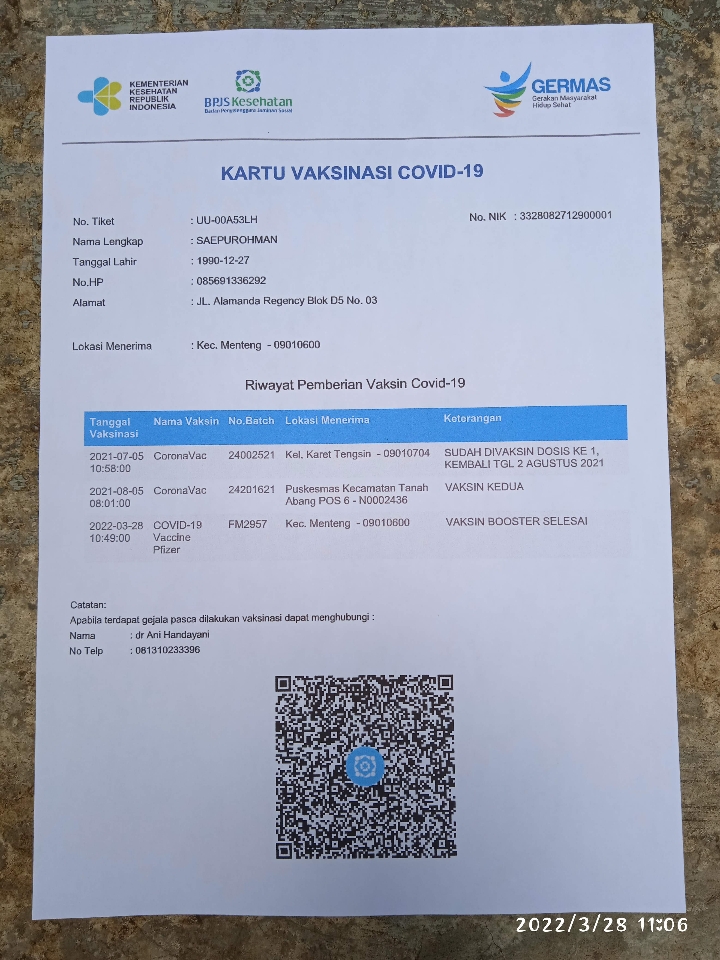 KEMENTERIAN
KESEHATAN
REPUBLIK
INDONESIA
BPJS Kesehatan
Badan Penyelenggara Jaminan Sosial
GERMAS
Gerakan Masyarakat
Hidup Sehat
KARTU VAKSINASI COVID-19
No. Tiket : UU-00A53LH No. NIK : 3328082712900001
Nama Lengkap : SAEPUROHMAN
Tanggal Lahir : 1990-12-27
No.HP : 085691336292
Alamat : JL. Alamanda Regency Blok D5 No. 03
Lokasi Menerima : Kec. Menteng - 09010600
Riwayat Pemberian Vaksin Covid-19
Tanggal Vaksinasi Nama Vaksin No.Batch Lokasi Menerima Keterangan
2021-07-05 CoronaVac 24002521 Kel. Karet Tengsin - 09010704 SUDAH DIVAKSIN DOSIS KE 1,
10:58:00 KEMBALI TGL 2 AGUSTUS 2021
2021-08-05 CoronaVac 24201621 Puskesmas Kecamatan Tanah VAKSIN KEDUA
08:01:00 Abang POS 6 - N0002436
2022-03-28 COVID-19 FM2957 Kec. Menteng - 09010600 VAKSIN BOOSTER SELESAI
10:49:00 Vaccine
Pfizer
Catatan:
Apabila terdapat gejala pasca dilakukan vaksinasi dapat menghubungi :
Nama : dr Ani Handayani
No Telp : 081310233396
2022/3/28 11:06